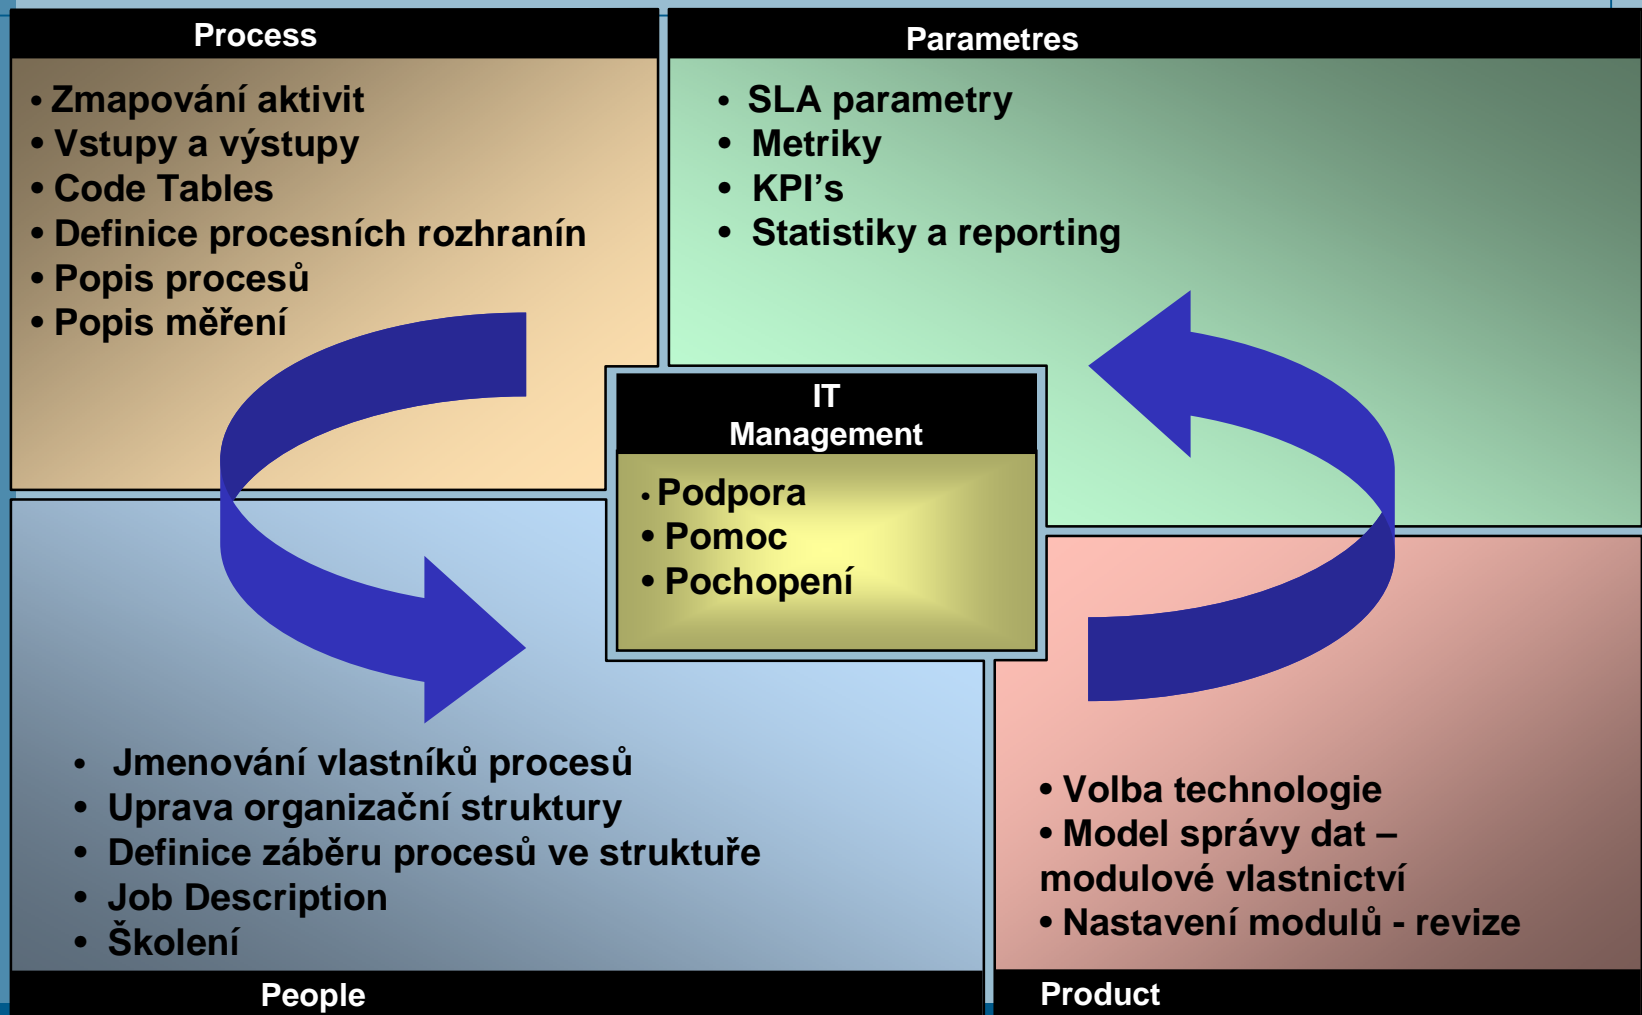 Process
• Zmapování aktivit
• Vstupy a výstupy
• Code Tables
• Definice procesních rozhranín
• Popis procesů
• Popis měření
Parametres
• SLA parametry
• Metriky
• KPI’s
• Statistiky a reporting
IT
Management
• Podpora
• Pomoc
• Pochopení
• Jmenování vlastníků procesů
• Uprava organizační struktury
• Definice záběru procesů ve struktuře
• Job Description
• Školení
People
• Volba technologie
• Model správy dat –
modulové vlastnictví
• Nastavení modulů - revize
Product